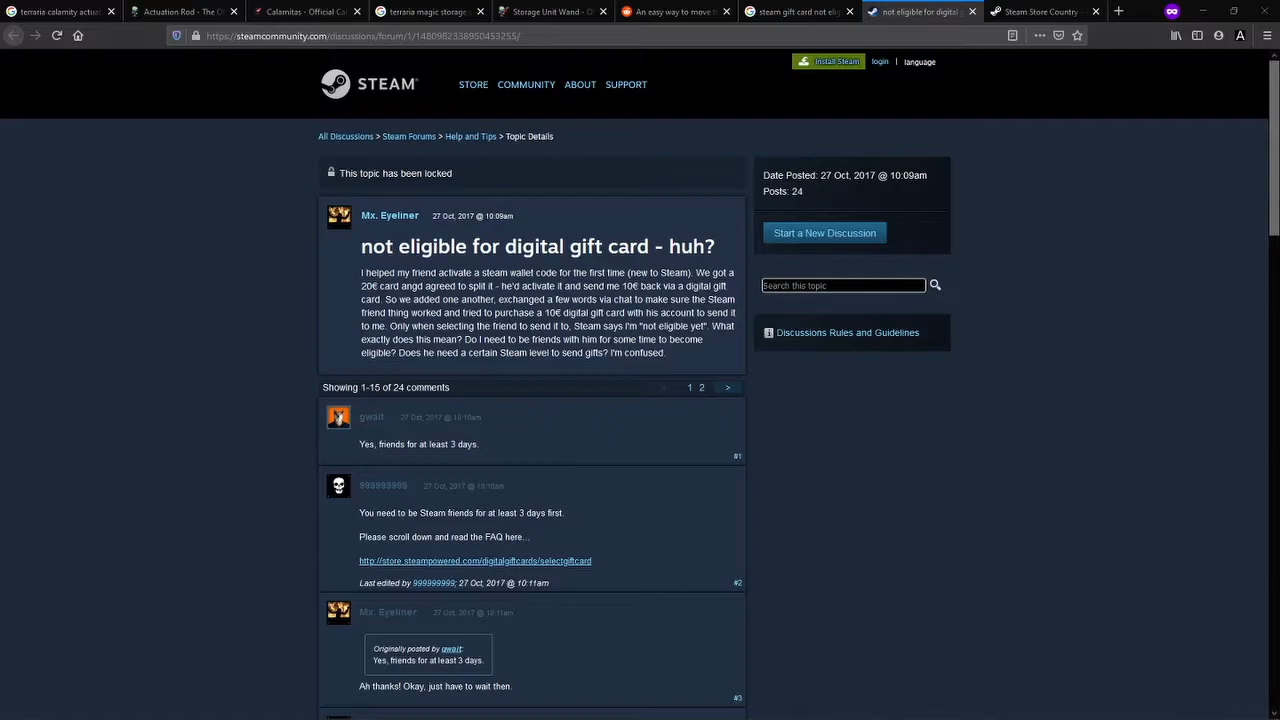 terraria calamity actuat
Actuation Rod - The O
Calamitas - Official Ca
terraria magic storage
Storage Unit Wand - O
An easy way to move t
steam gift card not eli
not eligible for digital
Steam Store Country -
https://steamcommunity.com/discussions/forum/1/1480982338950453255/
Install Steam
login | language
STEAM
STORE COMMUNITY ABOUT SUPPORT
All Discussions > Steam Forums > Help and Tips > Topic Details
This topic has been locked
Mx. Eyeliner 27 Oct, 2017 @ 10:09am
not eligible for digital gift card - huh?
I helped my friend activate a steam wallet code for the first time (new to Steam). We got a
20€ card angd agreed to split it - he'd activate it and send me 10€ back via a digital gift
card. So we added one another, exchanged a few words via chat to make sure the Steam
friend thing worked and tried to purchase a 10€ digital gift card with his account to send it
to me. Only when selecting the friend to send it to, Steam says I'm "not eligible yet". What
exactly does this mean? Do I need to be friends with him for some time to become
eligible? Does he need a certain Steam level to send gifts? I'm confused.
Date Posted: 27 Oct, 2017 @ 10:09am
Posts: 24
Start a New Discussion
Search this topic
Discussions Rules and Guidelines
Showing 1-15 of 24 comments
< 1 2 >
gwait 27 Oct, 2017 @ 10:10am
Yes, friends for at least 3 days.
#1
999999999 27 Oct, 2017 @ 10:10am
You need to be Steam friends for at least 3 days first.
Please scroll down and read the FAQ here...
http://store.steampowered.com/digitalgiftcards/selectgiftcard
Last edited by 999999999; 27 Oct, 2017 @ 10:11am
#2
Mx. Eyeliner 27 Oct, 2017 @ 10:11am
Originally posted by gwait:
Yes, friends for at least 3 days.
Ah thanks! Okay, just have to wait then.
#3